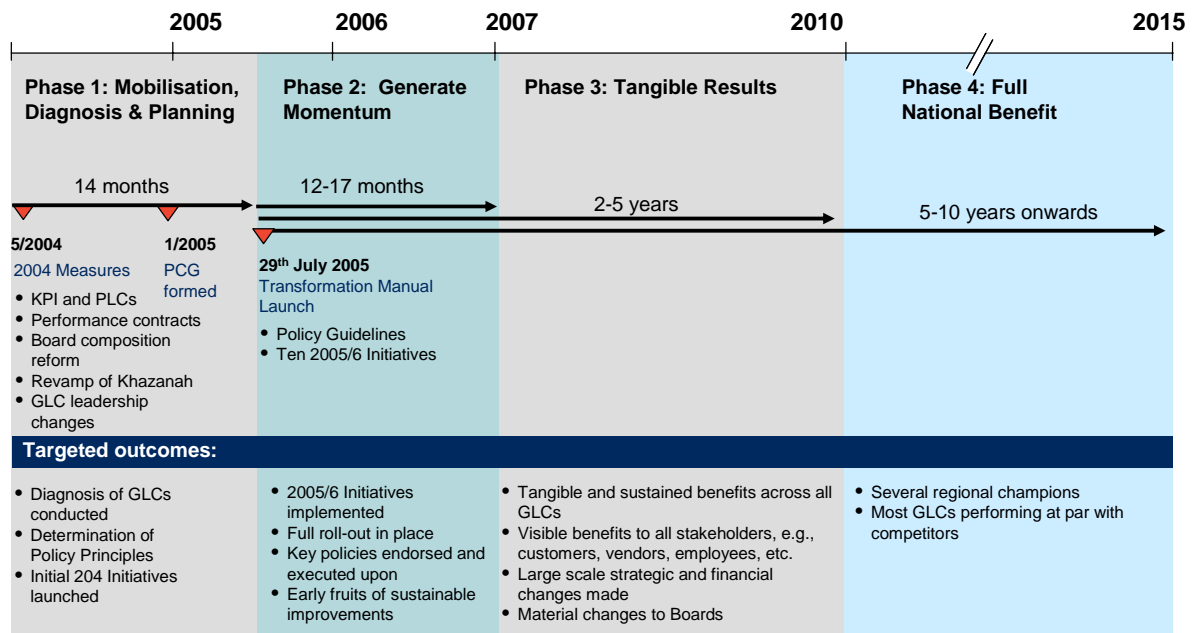 2005 2006 2007 2010 2015
Phase 1: Mobilisation,
Diagnosis & Planning
Phase 2: Generate
Momentum
Phase 3: Tangible Results
Phase 4: Full
National Benefit
14 months
12-17 months
2-5 years
5-10 years onwards
5/2004
2004 Measures
• KPI and PLCs
• Performance contracts
• Board composition
reform
• Revamp of Khazanah
• GLC leadership
changes
1/2005
PCG
formed
29th July 2005
Transformation Manual
Launch
• Policy Guidelines
• Ten 2005/6 Initiatives
Targeted outcomes:
• Diagnosis of GLCs
conducted
• Determination of
Policy Principles
• Initial 204 Initiatives
launched
• 2005/6 Initiatives
implemented
• Full roll-out in place
• Key policies endorsed and
executed upon
• Early fruits of sustainable
improvements
• Tangible and sustained benefits across all
GLCs
• Visible benefits to all stakeholders, e.g.,
customers, vendors, employees, etc.
• Large scale strategic and financial
changes made
• Material changes to Boards
• Several regional champions
• Most GLCs performing at par with
competitors